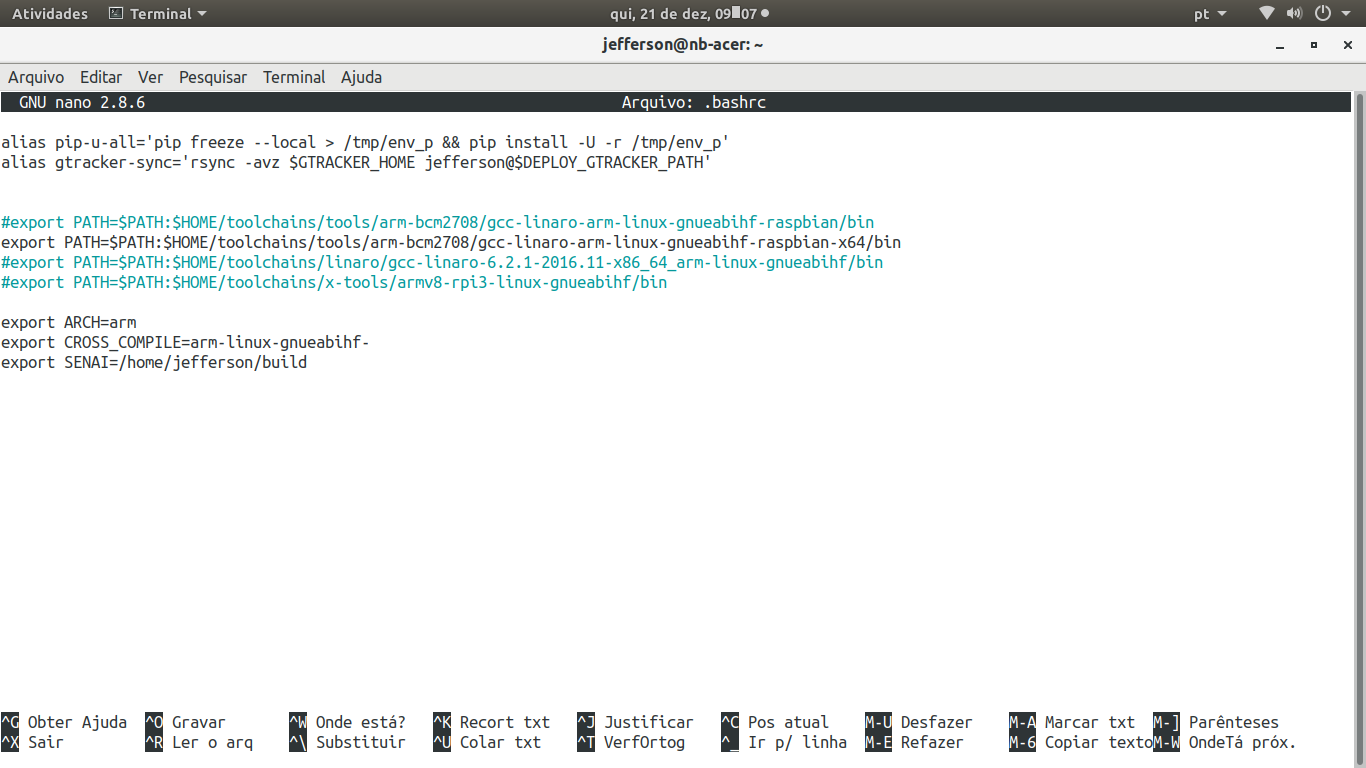 Atividades Terminal qui, 21 de dez, 09 07 pt
jefferson@nb-acer: ~
Arquivo Editar Ver Pesquisar Terminal Ajuda
GNU nano 2.8.6 Arquivo: .bashrc
alias pip-u-all='pip freeze --local > /tmp/env_p && pip install -U -r /tmp/env_p'
alias gtracker-sync='rsync -avz $GTRACKER_HOME jefferson@$DEPLOY_GTRACKER_PATH'
#export PATH=$PATH:$HOME/toolchains/tools/arm-bcm2708/gcc-linaro-arm-linux-gnueabihf-raspbian/bin
export PATH=$PATH:$HOME/toolchains/tools/arm-bcm2708/gcc-linaro-arm-linux-gnueabihf-raspbian-x64/bin
#export PATH=$PATH:$HOME/toolchains/linaro/gcc-linaro-6.2.1-2016.11-x86_64_arm-linux-gnueabihf/bin
#export PATH=$PATH:$HOME/toolchains/x-tools/armv8-rpi3-linux-gnueabihf/bin
export ARCH=arm
export CROSS_COMPILE=arm-linux-gnueabihf-
export SENAI=/home/jefferson/build
^G Obter Ajuda ^O Gravar ^W Onde está? ^K Recort txt ^J Justificar ^C Pos atual M-U Desfazer M-A Marcar txt M-] Parênteses
^X Sair ^R Ler o arq ^\ Substituir ^U Colar txt ^T VerfOrtog ^_ Ir p/ linha M-E Refazer M-6 Copiar texto M-W OndeTá próx.